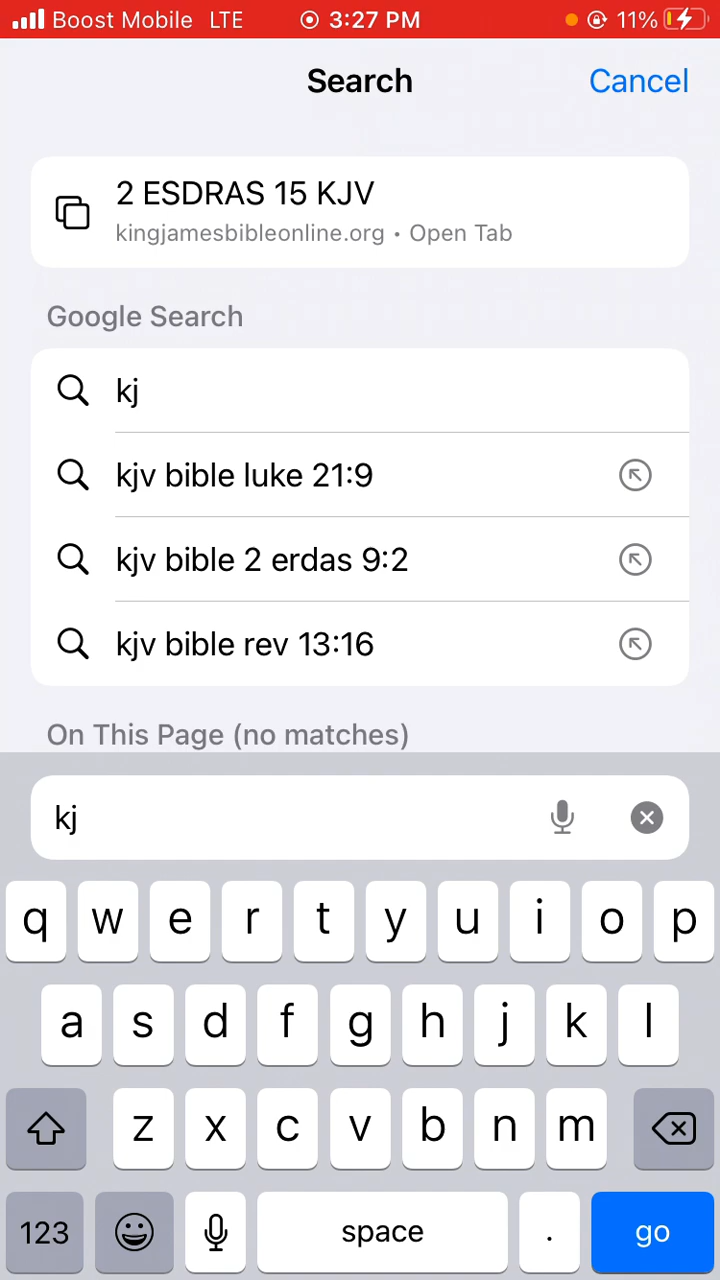 Boost Mobile LTE 3:27 PM 11%
Search Cancel
2 ESDRAS 15 KJV
kingjamesbibleonline.org • Open Tab
Google Search
kj
kjv bible luke 21:9
kjv bible 2 erdas 9:2
kjv bible rev 13:16
On This Page (no matches)
kj
q w e r t y u i o p
a s d f g h j k l
z x c v b n m
123 space . go